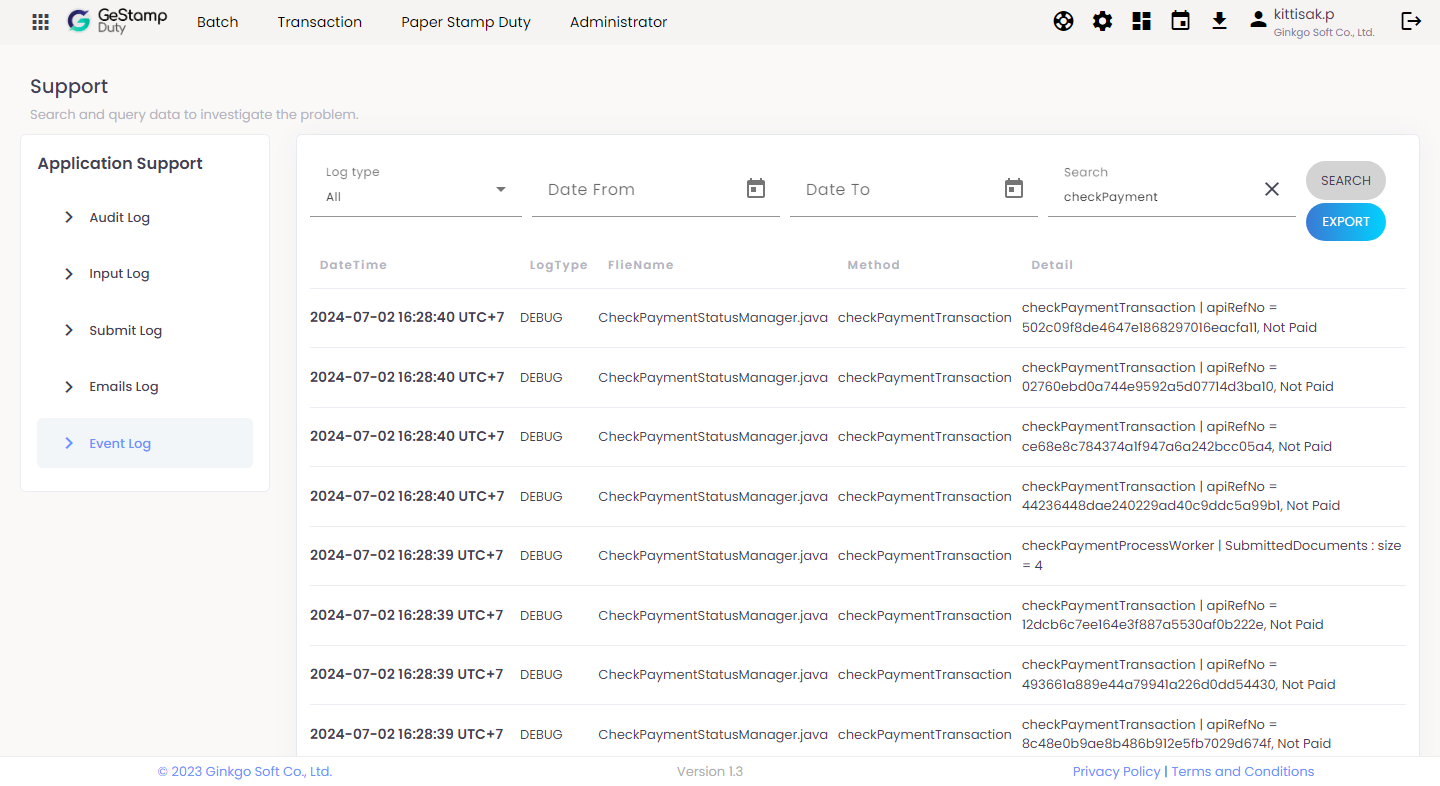 GeStamp
Duty
Batch
Transaction
Paper Stamp Duty
Administrator
kittisak.p
Ginkgo Soft Co., Ltd.
Support
Search and query data to investigate the problem.
Application Support
Audit Log
Input Log
Submit Log
Emails Log
Event Log
Log type
All
Date From
Date To
Search
checkPayment
SEARCH
EXPORT
DateTime LogType FlieName Method Detail
2024-07-02 16:28:40 UTC+7 DEBUG CheckPaymentStatusManager.java checkPaymentTransaction checkPaymentTransaction | apiRefNo =
502c09f8de4647e1868297016eacfa11, Not Paid
2024-07-02 16:28:40 UTC+7 DEBUG CheckPaymentStatusManager.java checkPaymentTransaction checkPaymentTransaction | apiRefNo =
02760ebd0a744e9592a5d07714d3ba10, Not Paid
2024-07-02 16:28:40 UTC+7 DEBUG CheckPaymentStatusManager.java checkPaymentTransaction checkPaymentTransaction | apiRefNo =
ce68e8c784374a1f947a6a242bcc05a4, Not Paid
2024-07-02 16:28:40 UTC+7 DEBUG CheckPaymentStatusManager.java checkPaymentTransaction checkPaymentTransaction | apiRefNo =
44236448dae240229ad40c9ddc5a99b1, Not Paid
2024-07-02 16:28:39 UTC+7 DEBUG CheckPaymentStatusManager.java checkPaymentTransaction checkPaymentProcessWorker | SubmittedDocuments : size
= 4
2024-07-02 16:28:39 UTC+7 DEBUG CheckPaymentStatusManager.java checkPaymentTransaction checkPaymentTransaction | apiRefNo =
12dcb6c7ee164e3f887a5530af0b222e, Not Paid
2024-07-02 16:28:39 UTC+7 DEBUG CheckPaymentStatusManager.java checkPaymentTransaction checkPaymentTransaction | apiRefNo =
493661a889e44a79941a226d0dd54430, Not Paid
2024-07-02 16:28:39 UTC+7 DEBUG CheckPaymentStatusManager.java checkPaymentTransaction checkPaymentTransaction | apiRefNo =
8c48e0b9ae8b486b912e5fb7029d674f, Not Paid
© 2023 Ginkgo Soft Co., Ltd.
Version 1.3
Privacy Policy | Terms and Conditions